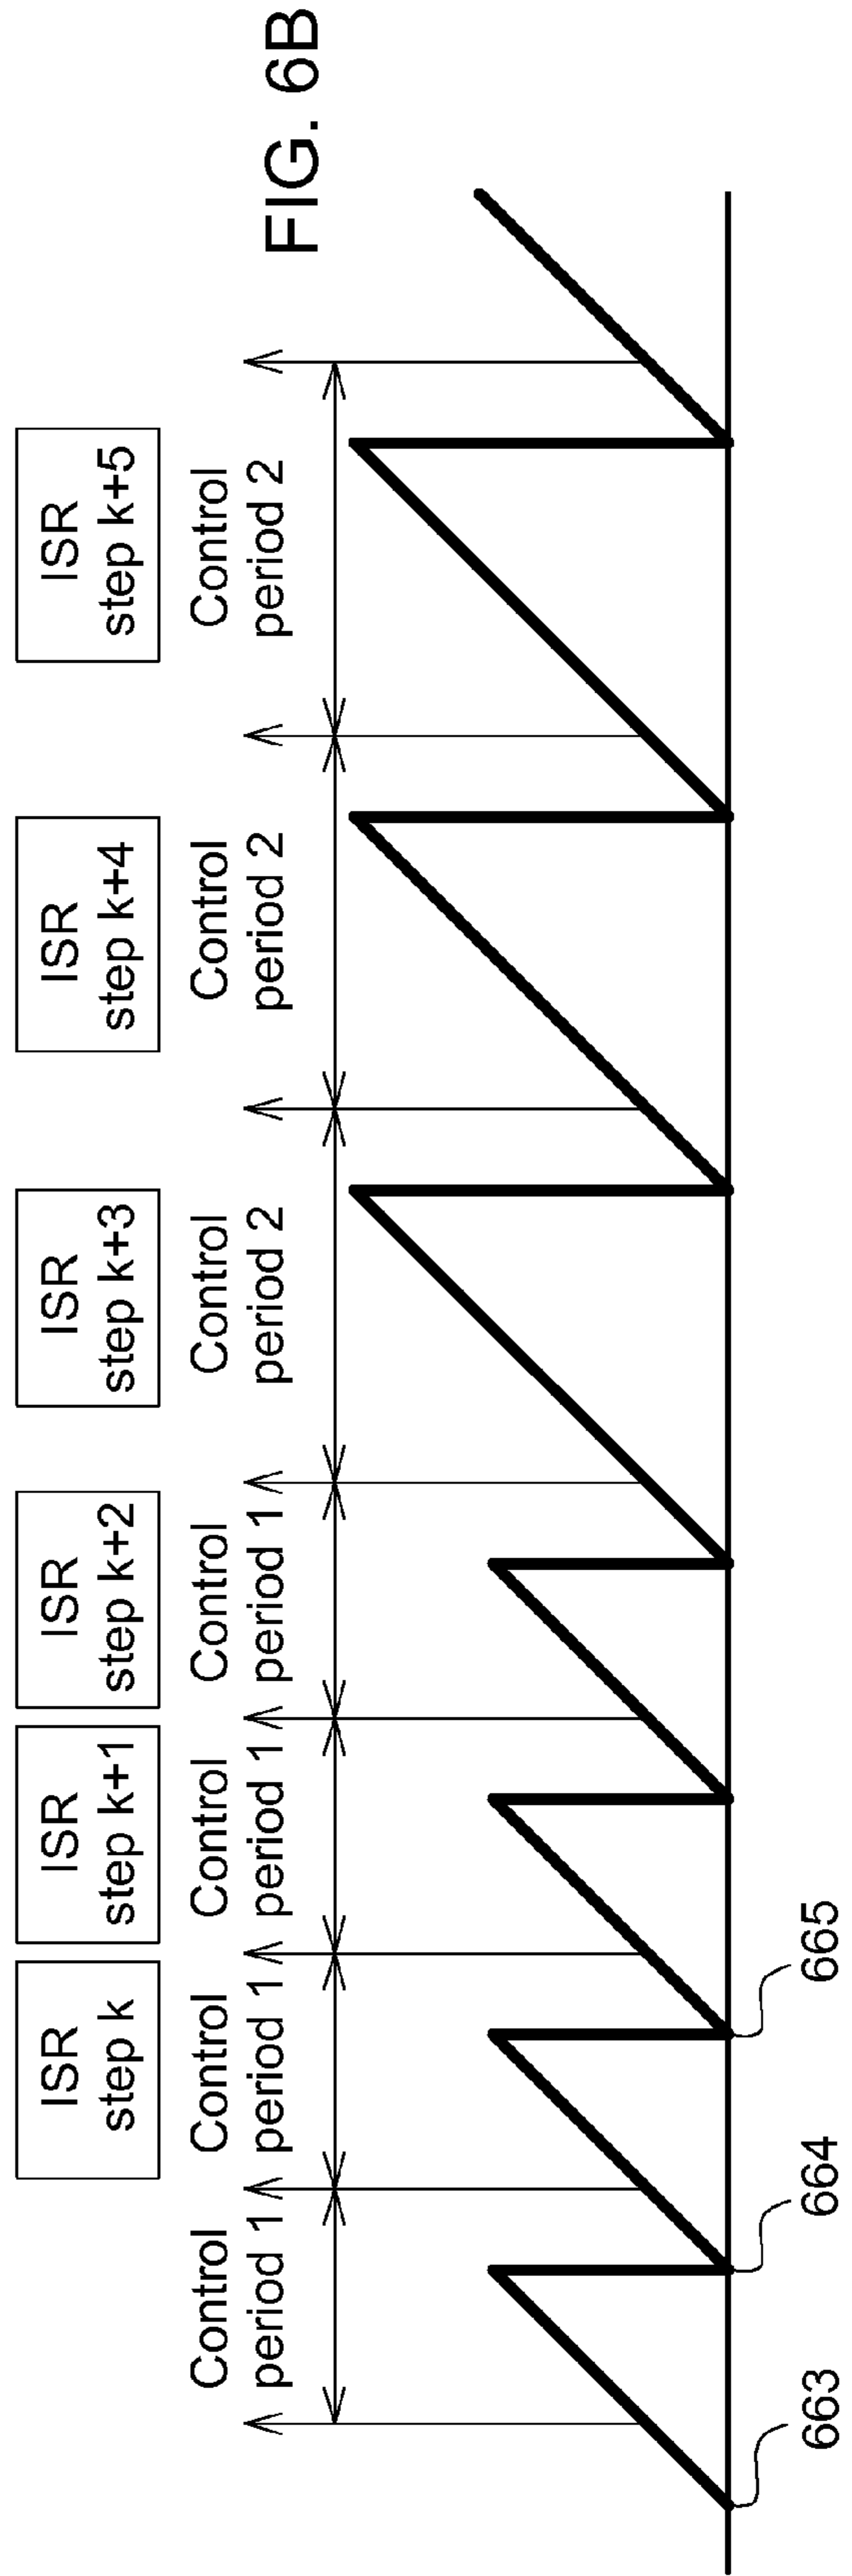 FIG. 6B
ISR
step k
ISR
step k+1
ISR
step k+2
ISR
step k+3
ISR
step k+4
ISR
step k+5
Control
period 1
Control
period 1
Control
period 1
Control
period 1
Control
period 2
Control
period 2
Control
period 2
663
664
665